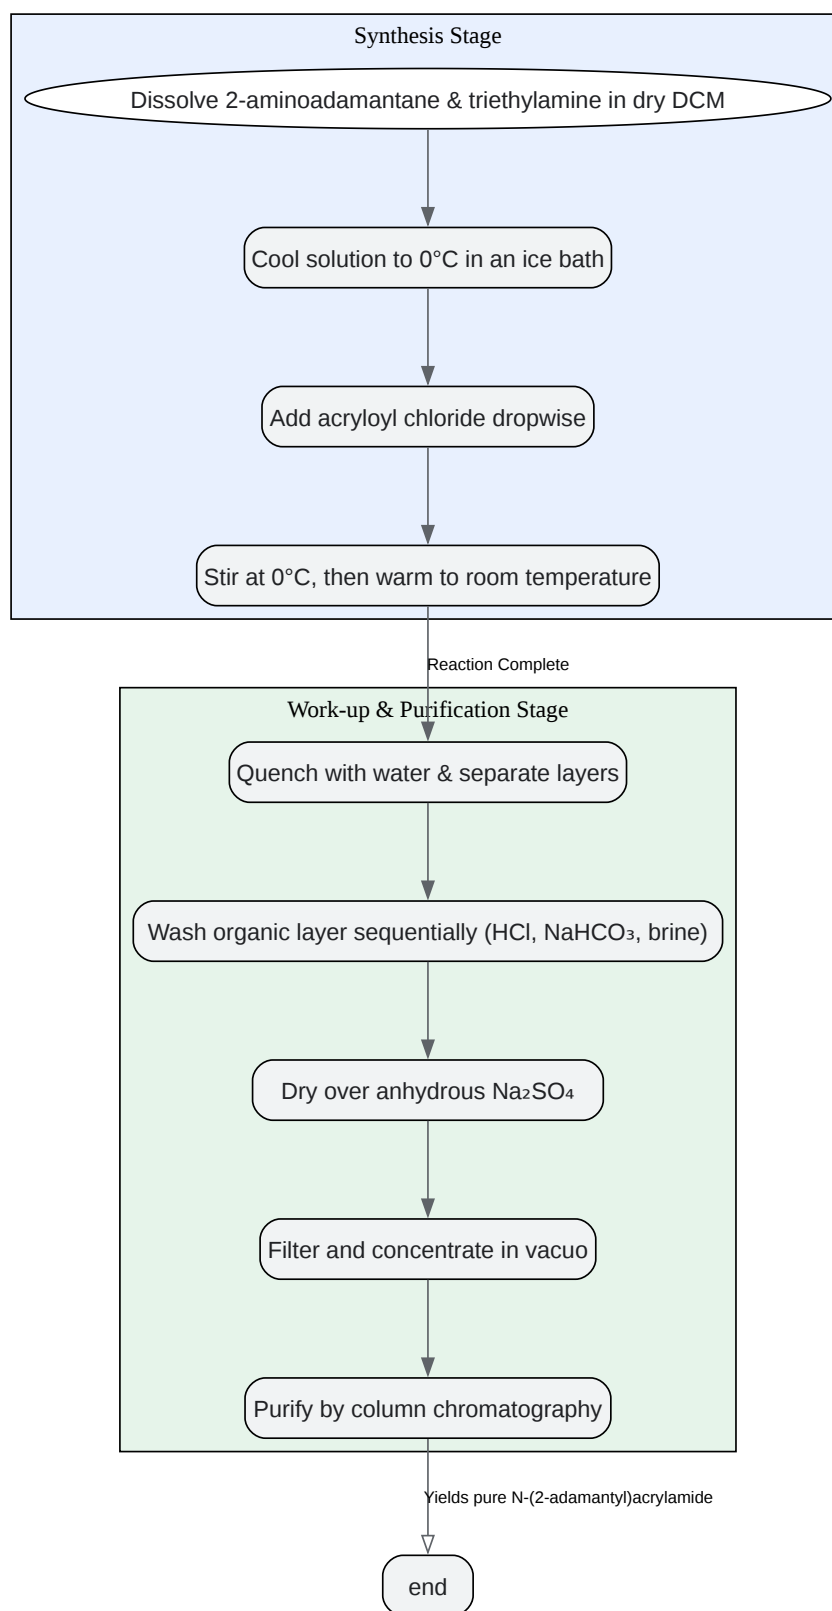 Synthesis Stage
Dissolve 2-aminoadamantane & triethylamine in dry DCM
Cool solution to 0°C in an ice bath
Add acryloyl chloride dropwise
Stir at 0°C, then warm to room temperature
Reaction Complete
Work-up & Purification Stage
Quench with water & separate layers
Wash organic layer sequentially (HCl, NaHCO₃, brine)
Dry over anhydrous Na₂SO₄
Filter and concentrate in vacuo
Purify by column chromatography
Yields pure N-(2-adamantyl)acrylamide
end